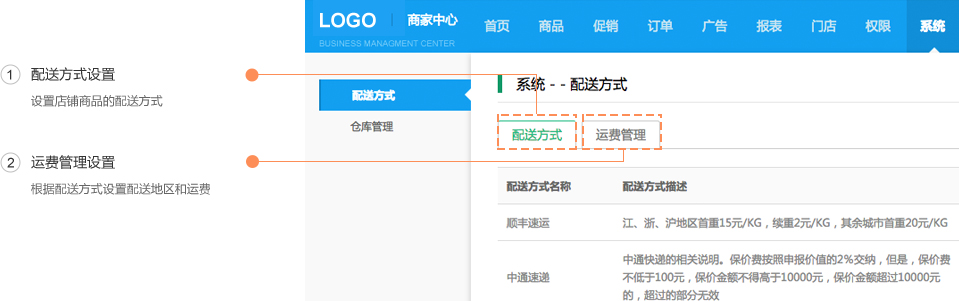 LOGO | 商家中心
BUSINESS MANAGMENT CENTER
首页 商品 促销 订单 广告 报表 门店 权限 系统
1 配送方式设置
设置店铺商品的配送方式
2 运费管理设置
根据配送方式设置配送地区和运费
配送方式
仓库管理
系统 - - 配送方式
配送方式 运费管理
配送方式名称 配送方式描述
顺丰速运 江、浙、沪地区首重15元/KG，续重2元/KG，其余城市首重20元/KG
中通速递 中通快递的相关说明。保价费按照申报价值的2%交纳，但是，保价费
不低于100元，保价金额不得高于10000元，保价金额超过10000元
的，超过的部分无效